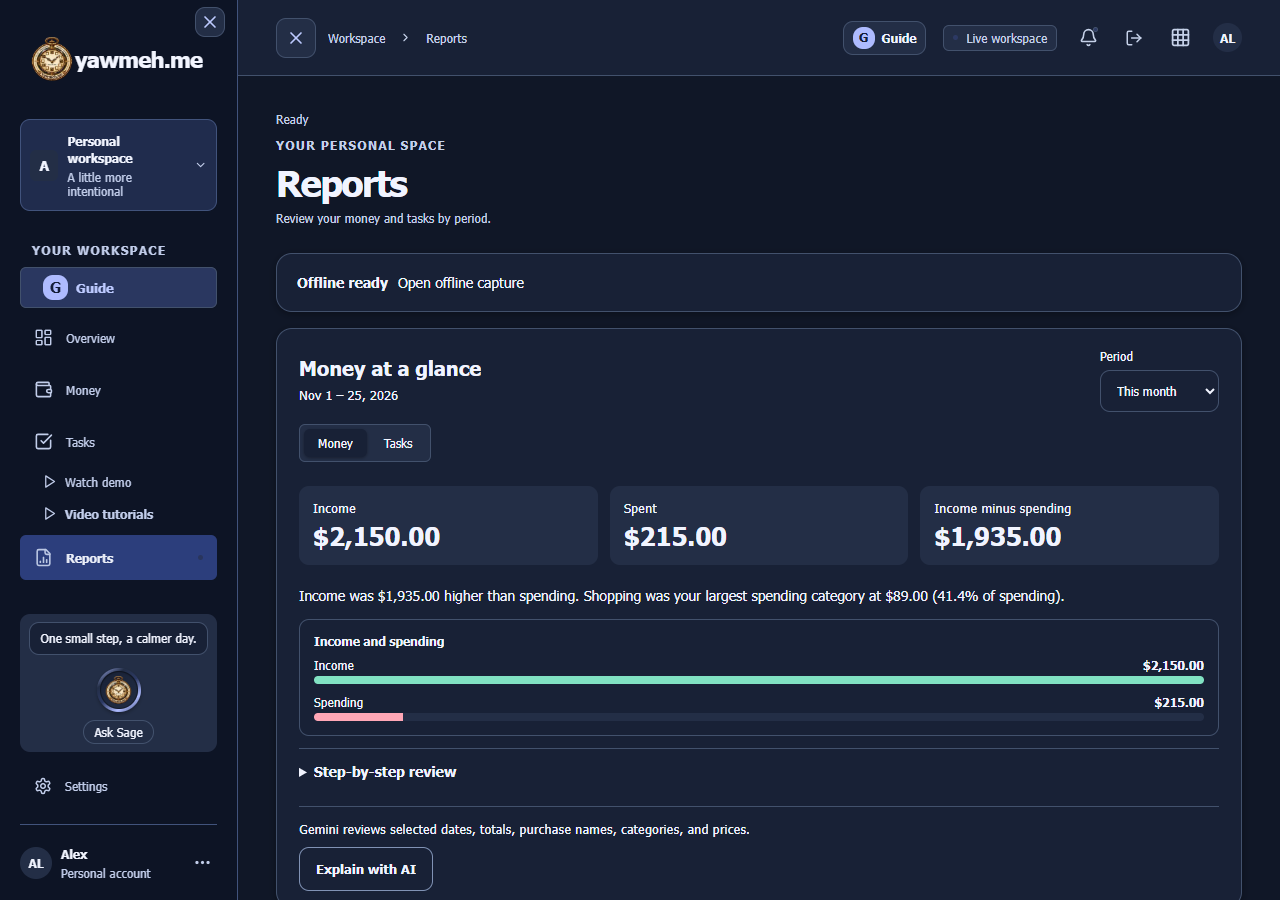 yawmeh.me
A
Personal
workspace
A little more
intentional
YOUR WORKSPACE
G Guide
Overview
Money
Tasks
Watch demo
Video tutorials
Reports
One small step, a calmer day.
Ask Sage
Settings
AL
Alex
Personal account
Workspace
Reports
G Guide
Live workspace
AL
Ready
YOUR PERSONAL SPACE
Reports
Review your money and tasks by period.
Offline ready Open offline capture
Money at a glance
Nov 1 – 25, 2026
Period
This month
Money Tasks
Income
$2,150.00
Spent
$215.00
Income minus spending
$1,935.00
Income was $1,935.00 higher than spending. Shopping was your largest spending category at $89.00 (41.4% of spending).
Income and spending
Income $2,150.00
Spending $215.00
Step-by-step review
Gemini reviews selected dates, totals, purchase names, categories, and prices.
Explain with AI